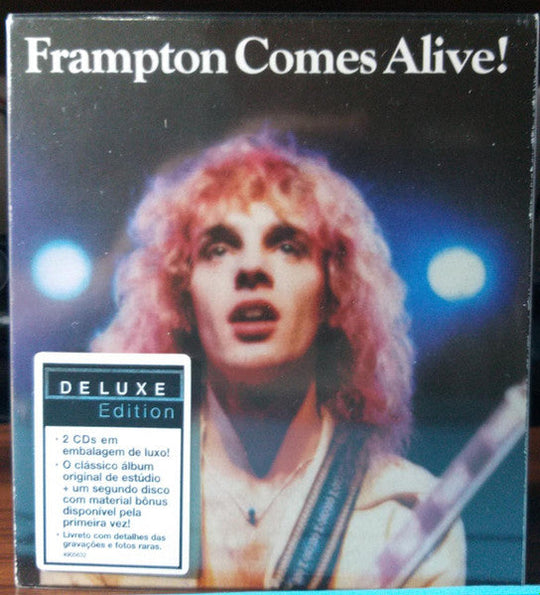 Frampton Comes Alive!
DELUXE
Edition
• 2 CDs em
embalagem de luxo!
• O clássico álbum
original de estúdio
+ um segundo disco
com material bônus
disponível pela
primeira vez!
• Livreto com detalhes das
gravações e fotos raras.